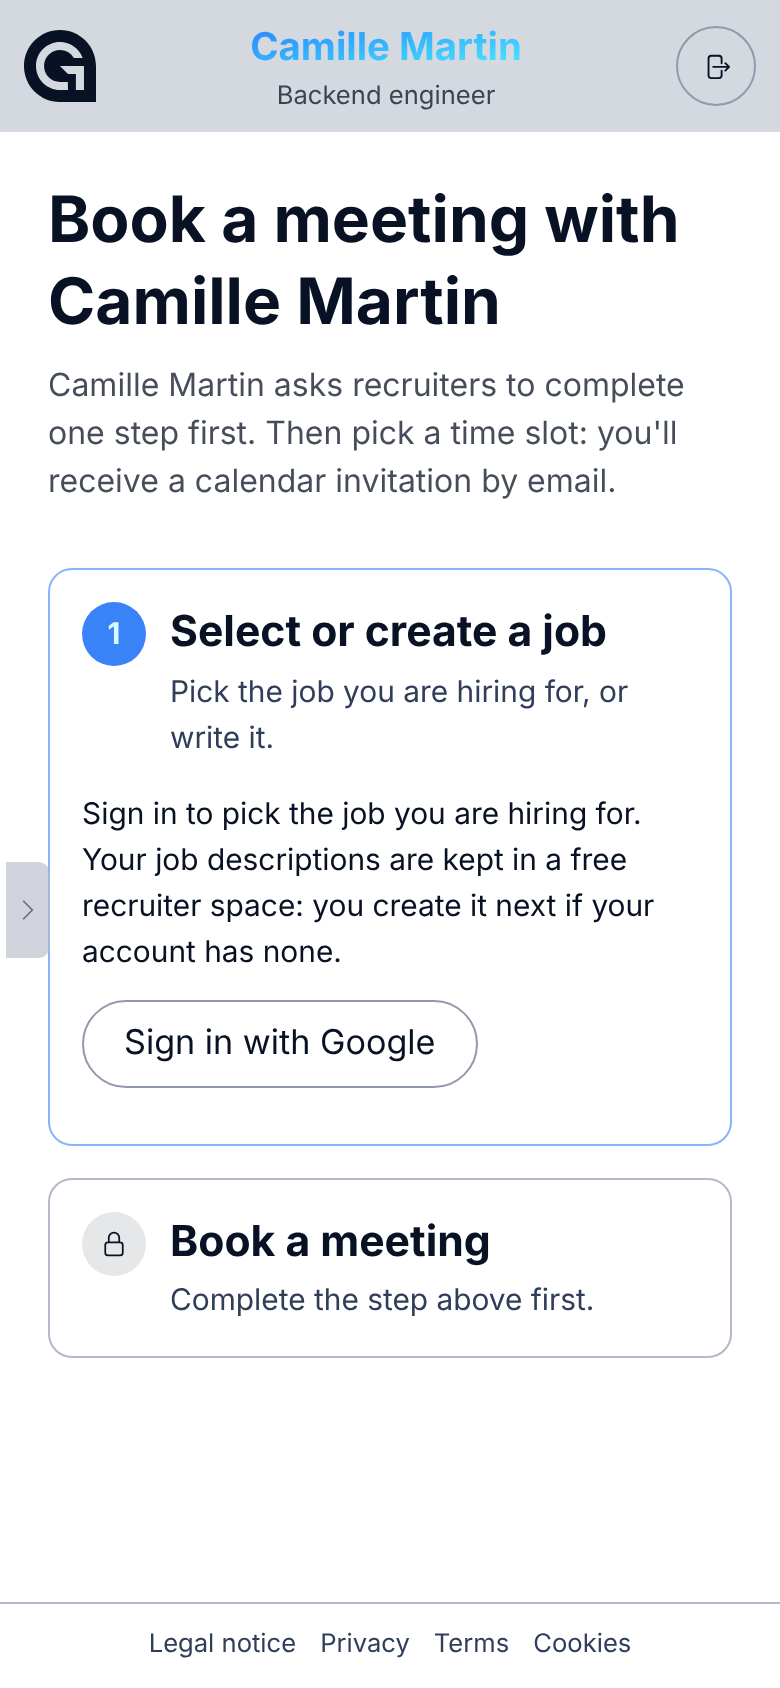 Camille Martin
Backend engineer
Book a meeting with
Camille Martin
Camille Martin asks recruiters to complete
one step first. Then pick a time slot: you'll
receive a calendar invitation by email.
1
Select or create a job
Pick the job you are hiring for, or
write it.
Sign in to pick the job you are hiring for.
Your job descriptions are kept in a free
recruiter space: you create it next if your
account has none.
Sign in with Google
Book a meeting
Complete the step above first.
Legal notice Privacy Terms Cookies